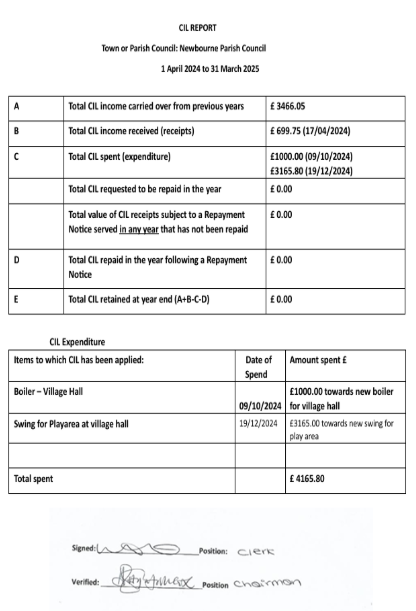 CIL REPORT
Town or Parish Council: Newbourne Parish Council
1 April 2024 to 31 March 2025
A Total CIL income carried over from previous years £ 3466.05
B Total CIL income received (receipts) £ 699.75 (17/04/2024)
C Total CIL spent (expenditure) £1000.00 (09/10/2024)
£3165.80 (19/12/2024)
Total CIL requested to be repaid in the year £ 0.00
Total value of CIL receipts subject to a Repayment £ 0.00
Notice served in any year that has not been repaid
D Total CIL repaid in the year following a Repayment £ 0.00
Notice
E Total CIL retained at year end (A+B-C-D) £ 0.00
CIL Expenditure
Items to which CIL has been applied: Date of Amount spent £
Spend
Boiler – Village Hall £1000.00 towards new boiler
09/10/2024 for village hall
Swing for Playarea at village hall 19/12/2024 £3165.00 towards new swing for
play area
Total spent £ 4165.80
Signed: Position: Clerk
Verified: Position Chairman